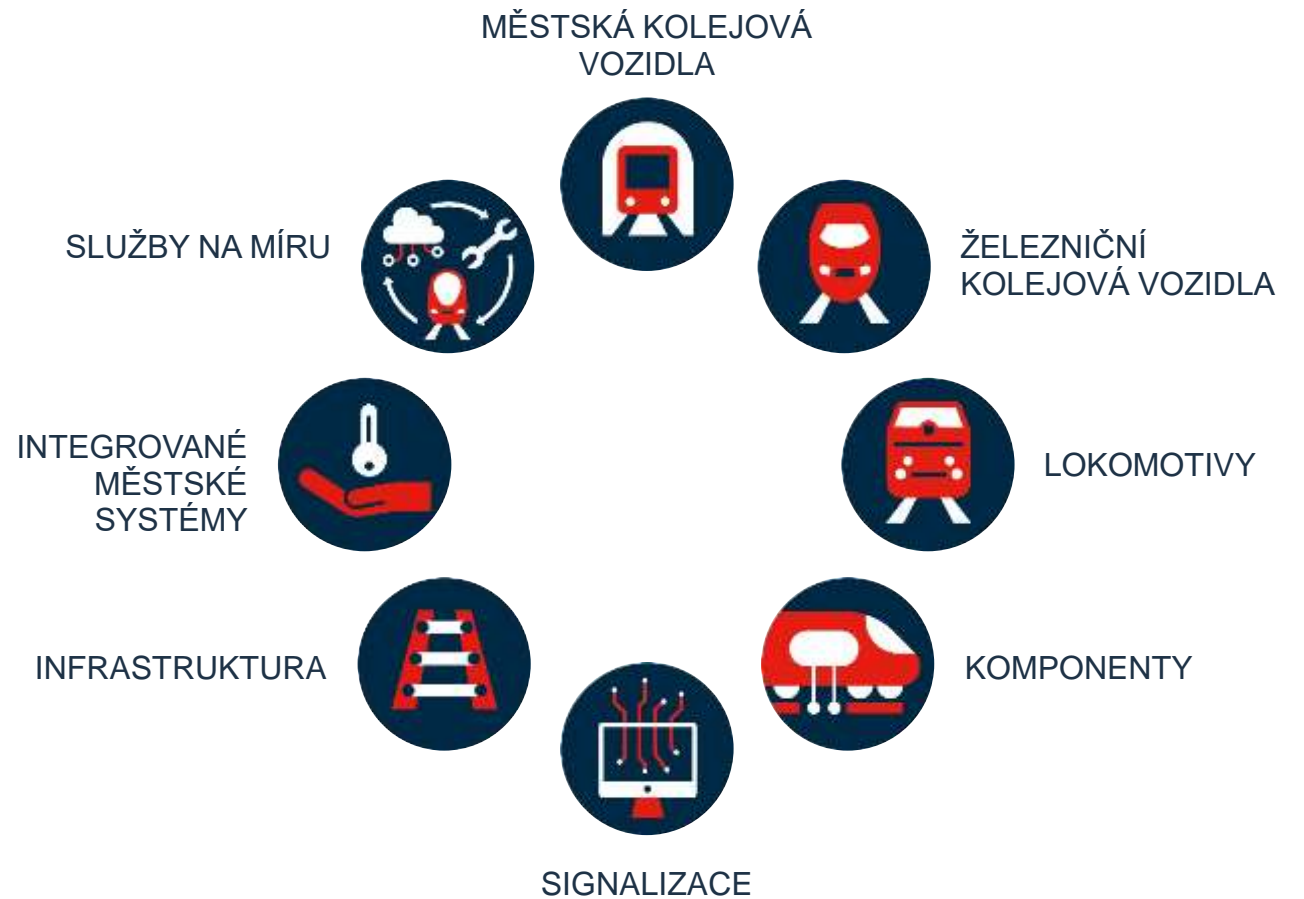 MĚSTSKÁ KOLEJOVÁ
VOZIDLA
SLUŽBY NA MÍRU
ŽELEZNIČNÍ
KOLEJOVÁ VOZIDLA
INTEGROVANÉ
MĚSTSKÉ
SYSTÉMY
LOKOMOTIVY
INFRASTRUKTURA
KOMPONENTY
SIGNALIZACE